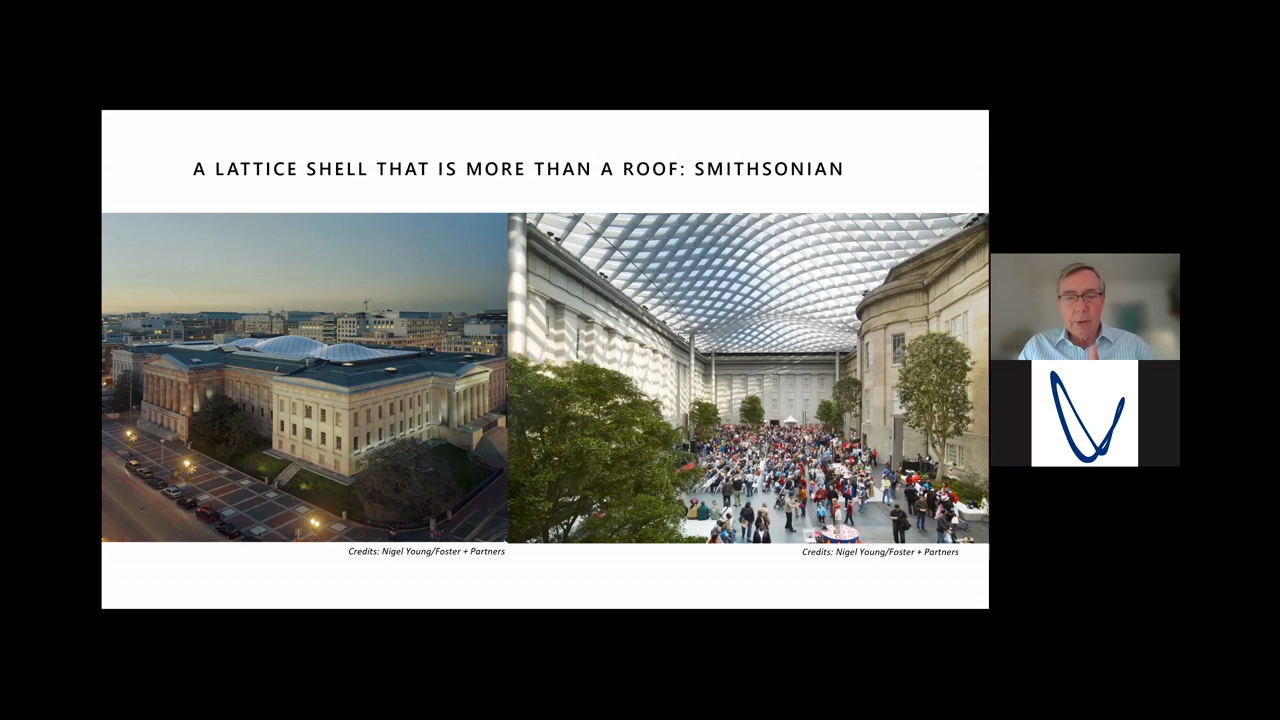 A LATTICE SHELL THAT IS MORE THAN A ROOF: SMITHSONIAN
Credits: Nigel Young/Foster + Partners
Credits: Nigel Young/Foster + Partners